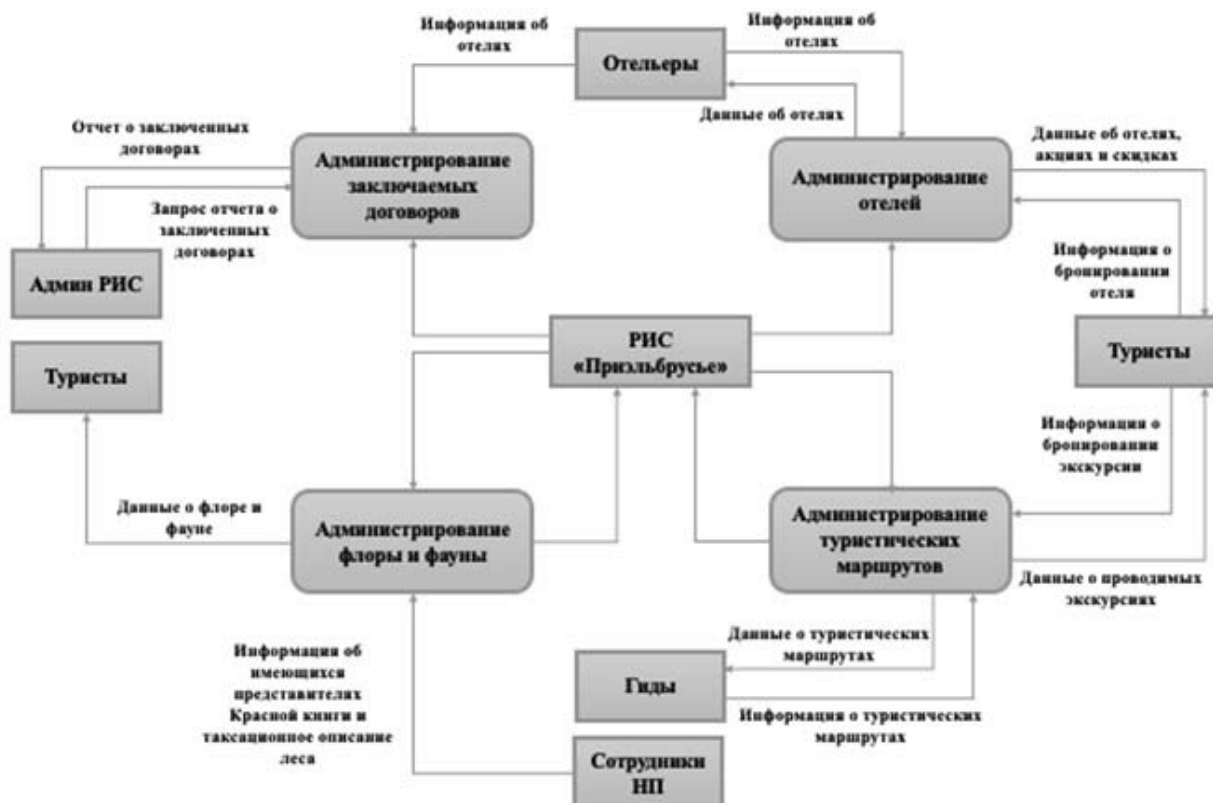 Информация об
отелях
Отельеры
Информация об
отелях
Данные об отелях
Отчет о заключенных
договорах
Администрирование
заключаемых
договоров
Администрирование
отелей
Данные об отелях,
акциях и скидках
Запрос отчета о
заключенных
договорах
Админ РИС
Информация о
бронировании
отеля
Туристы
РИС
«Приэльбрусье»
Туристы
Информация о
бронировании
экскурсии
Данные о флоре и
фауне
Администрирование
флоры и фауны
Администрирование
туристических
маршрутов
Данные о проводимых
экскурсиях
Данные о туристических
маршрутах
Информация об
имеющихся
представителях
Красной книги и
таксационное описание
леса
Гиды
Информация о туристических
маршрутах
Сотрудники
НП